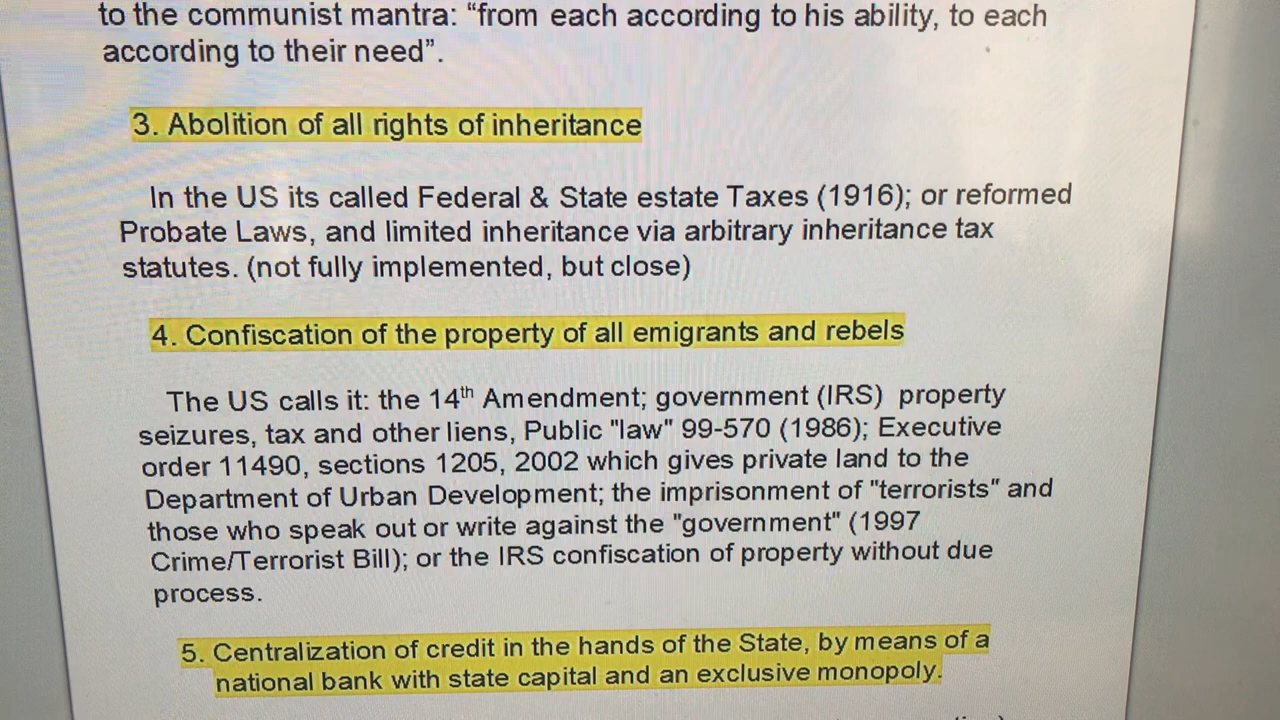 to the communist mantra: “from each according to his ability, to each
according to their need”.
3. Abolition of all rights of inheritance
In the US its called Federal & State estate Taxes (1916); or reformed
Probate Laws, and limited inheritance via arbitrary inheritance tax
statutes. (not fully implemented, but close)
4. Confiscation of the property of all emigrants and rebels
The US calls it: the 14th Amendment; government (IRS) property
seizures, tax and other liens, Public "law" 99-570 (1986); Executive
order 11490, sections 1205, 2002 which gives private land to the
Department of Urban Development; the imprisonment of "terrorists" and
those who speak out or write against the "government" (1997
Crime/Terrorist Bill); or the IRS confiscation of property without due
process.
5. Centralization of credit in the hands of the State, by means of a
national bank with state capital and an exclusive monopoly.